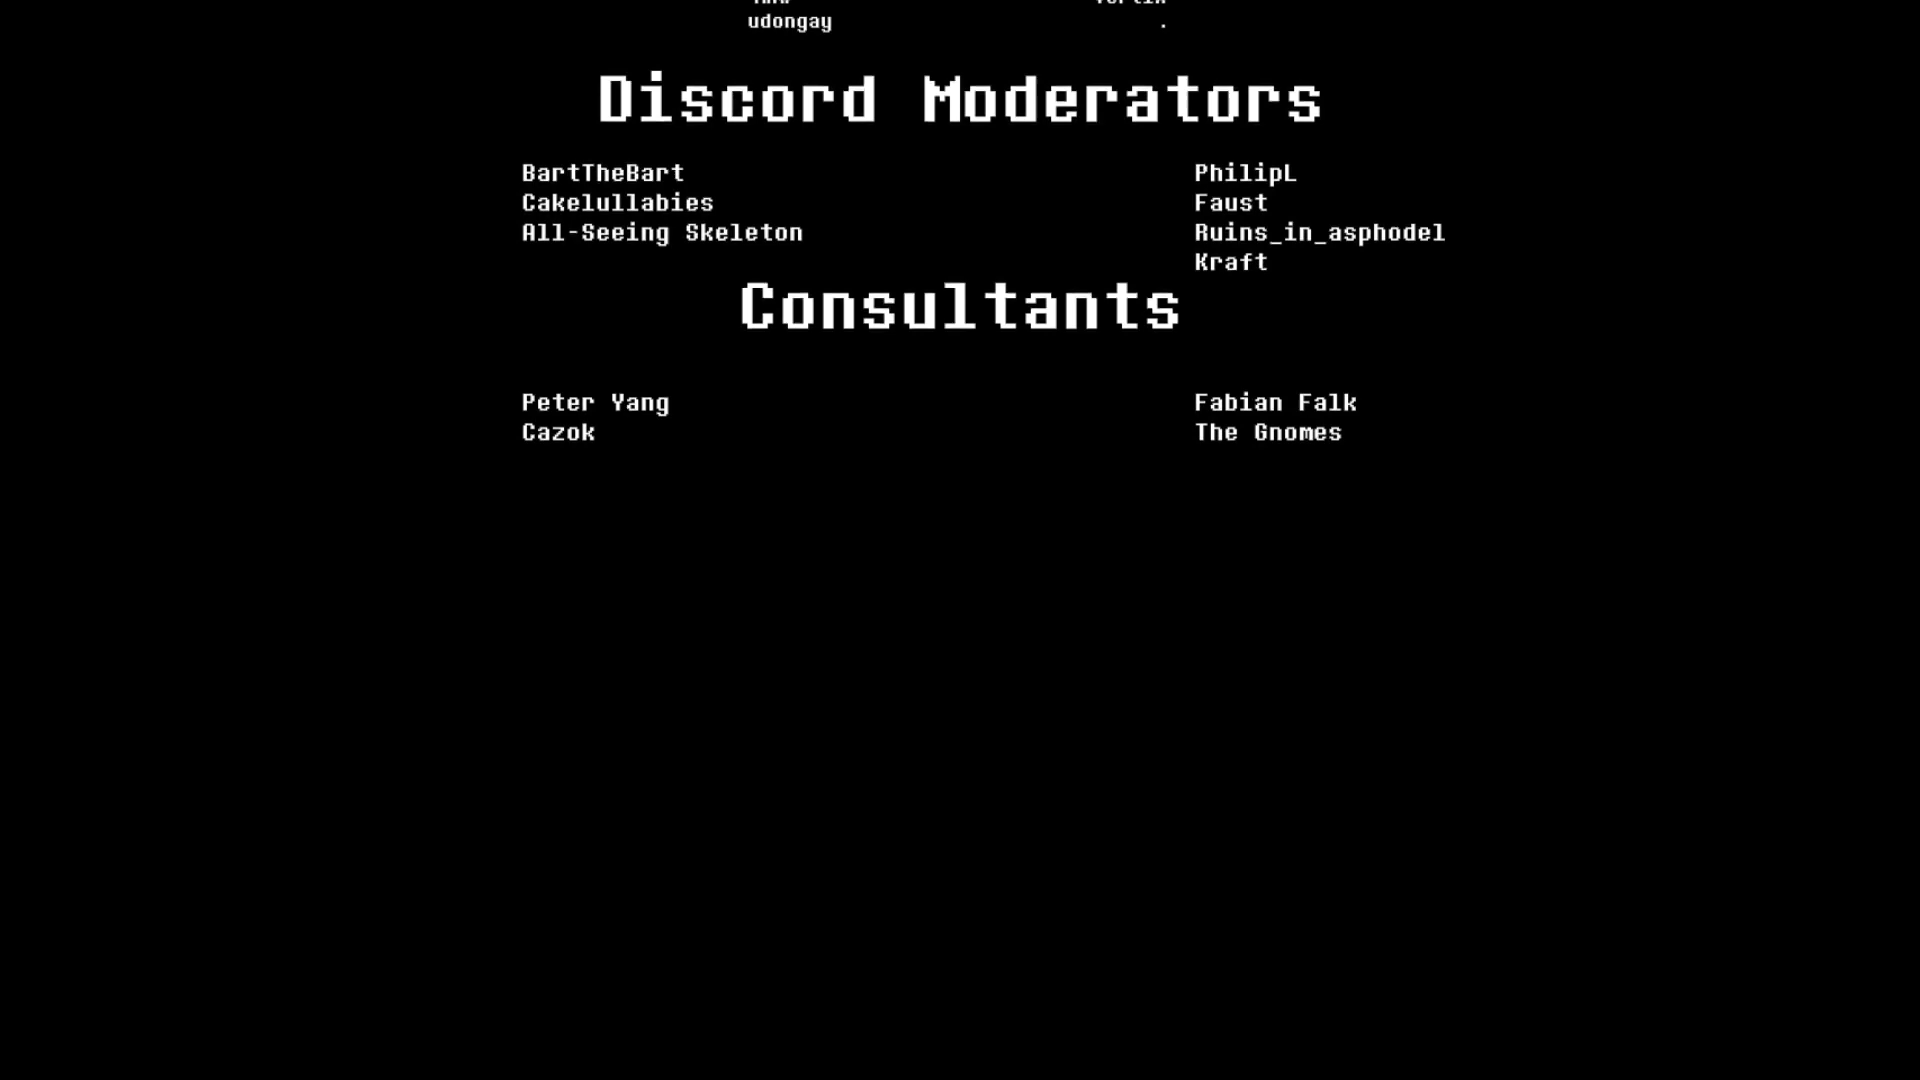 udongay .
Discord Moderators
BartTheBart PhilipL
Cakelullabies Faust
All-Seeing Skeleton Ruins_in_asphodel
Kraft
Consultants
Peter Yang Fabian Falk
Cazok The Gnomes